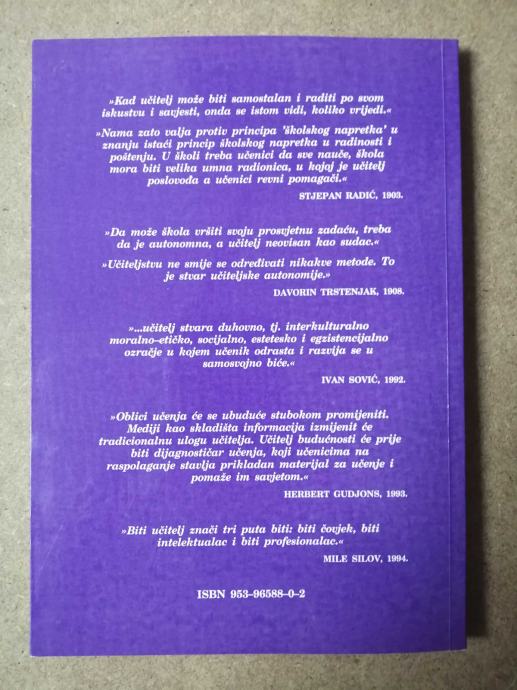 »Kad učitelj može biti samostalan i raditi po svom
iskustvu i savjesti, onda se istom vidi, koliko vrijedi.«
»Nama zato valja protiv principa 'školskog napretka' u
znanju istaći princip školskog napretka u radinosti i
poštenju. U školi treba učenici da sve nauče, škola
mora biti velika umna radionica, u kojoj je učitelj
poslovođa a učenici revni pomagači.«
STJEPAN RADIĆ, 1903.
»Da može škola vršiti svoju prosvjetnu zadaću, treba
da je autonomna, a učitelj neovisan kao sudac.«
»Učiteljstvu ne smije se određivati nikakve metode. To
je stvar učiteljske autonomije.»
DAVORIN TRSTENJAK, 1908.
»...učitelj stvara duhovno, tj. interkulturalno
moralno-etičko, socijalno, estetesko i egzistencijalno
ozračje u kojem učenik odrasta i razvija se u
samosvojno biće.«
IVAN SOVIĆ, 1992.
»Oblici učenja će se ubuduće stubokom promijeniti.
Mediji kao skladišta informacija izmijenit će
tradicionalnu ulogu učitelja. Učitelj budućnosti će prije
biti dijagnostičar učenja, koji učenicima na
raspolaganje stavlja prikladan materijal za učenje i
pomaže im savjetom.«
HERBERT GUDJONS, 1993.
»Biti učitelj znači tri puta biti: biti čovjek, biti
intelektualac i biti profesionalac.«
MILE SILOV, 1994.
ISBN 953-96588-0-2